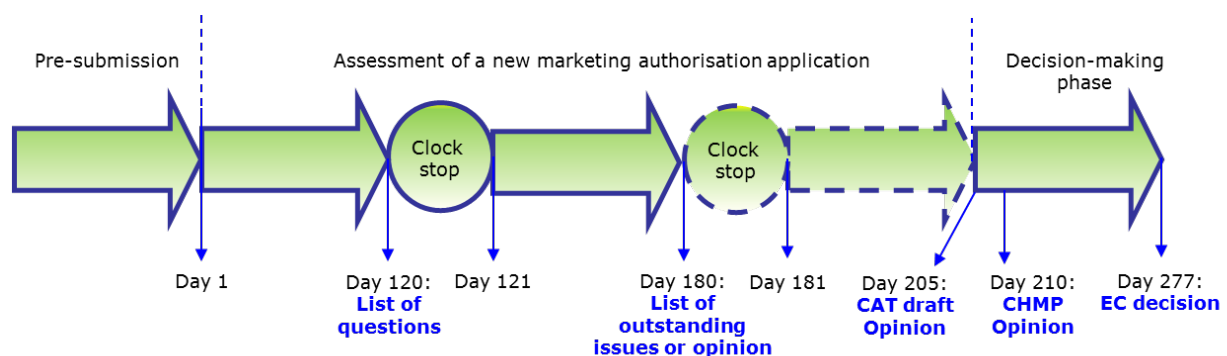 Pre-submission
Assessment of a new marketing authorisation application
Decision-making
phase
Clock
stop
Clock
stop
Day 1
Day 120:
List of
questions
Day 121
Day 180:
List of
outstanding
issues or opinion
Day 181
Day 205:
CAT draft
Opinion
Day 210:
CHMP
Opinion
Day 277:
EC decision